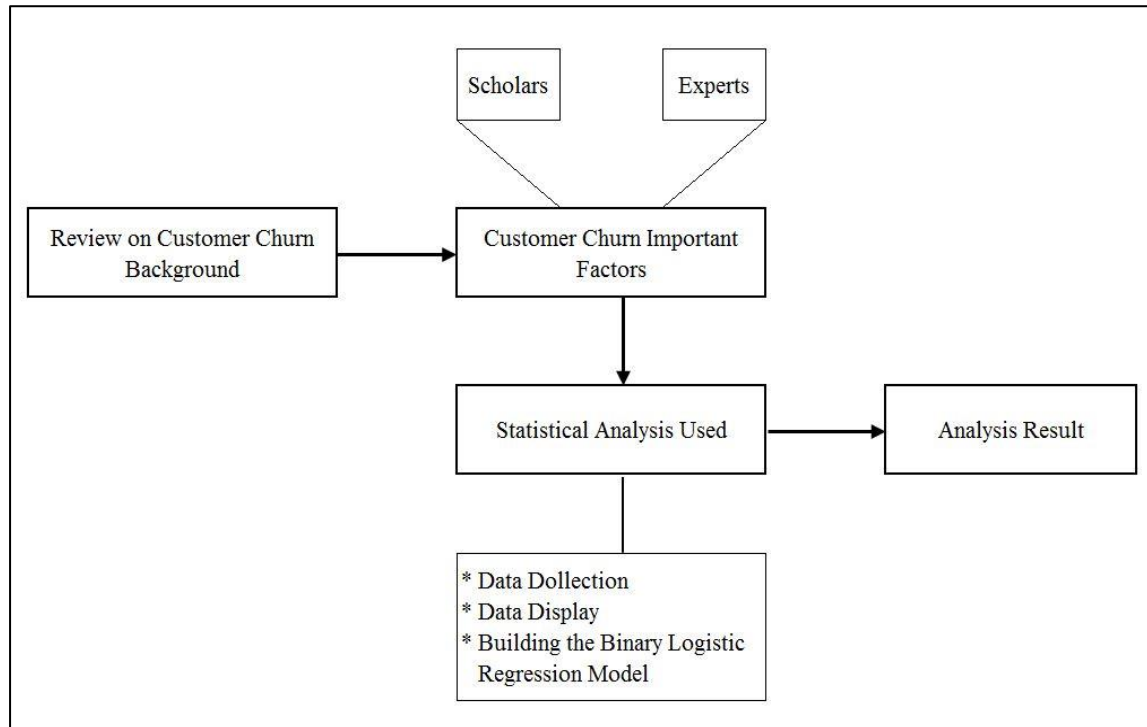 Scholars
Experts
Review on Customer Churn
Background
Customer Churn Important
Factors
Statistical Analysis Used
Analysis Result
* Data Dollection
* Data Display
* Building the Binary Logistic
Regression Model